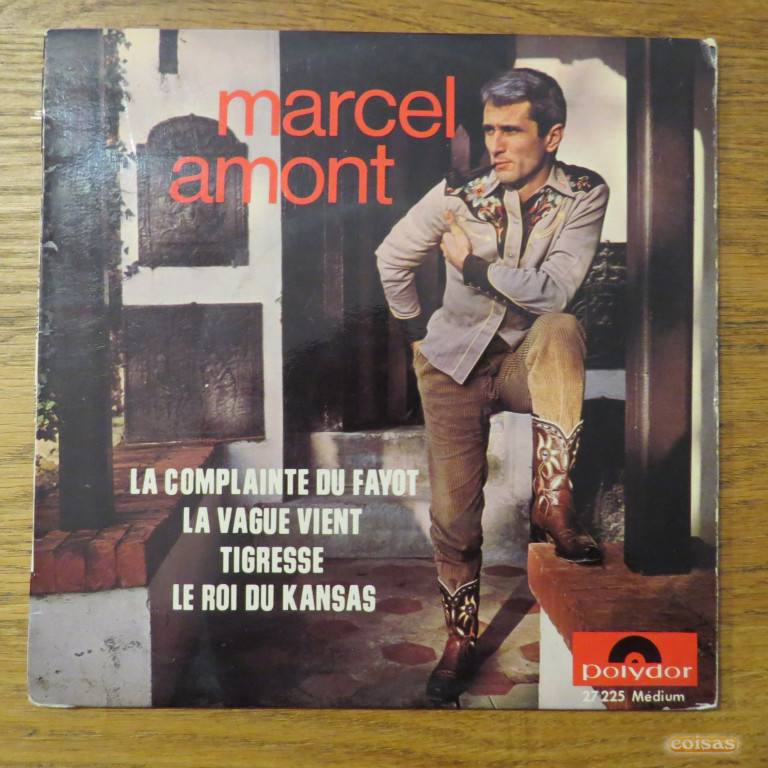 marcel
amont
LA COMPLAINTE DU FAYOT
LA VAGUE VIENT
TIGRESSE
LE ROI DU KANSAS
polydor
27 225 Médium
coisas